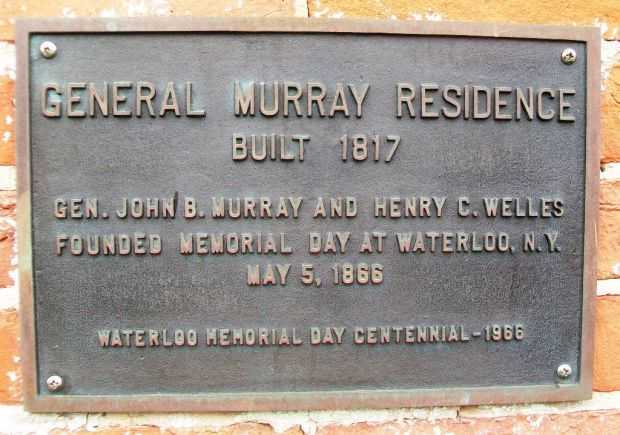 GENERAL MURRAY RESIDENCE
BUILT 1817
GEN. JOHN B. MURRAY AND HENRY C. WELLES
FOUNDED MEMORIAL DAY AT WATERLOO, N.Y.
MAY 5, 1866
WATERLOO MEMORIAL DAY CENTENNIAL-1966